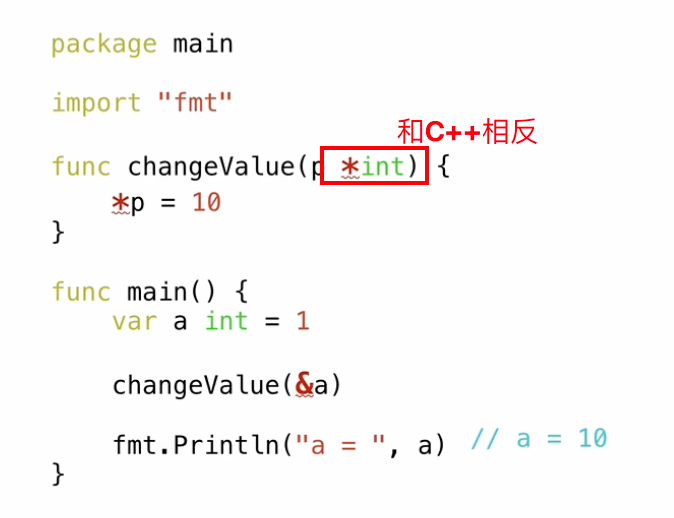 package main
import "fmt"
和C++相反
func changeValue(p *int) {
*p = 10
}
func main() {
var a int = 1
changeValue(&a)
fmt.Println("a = ", a) // a = 10
}